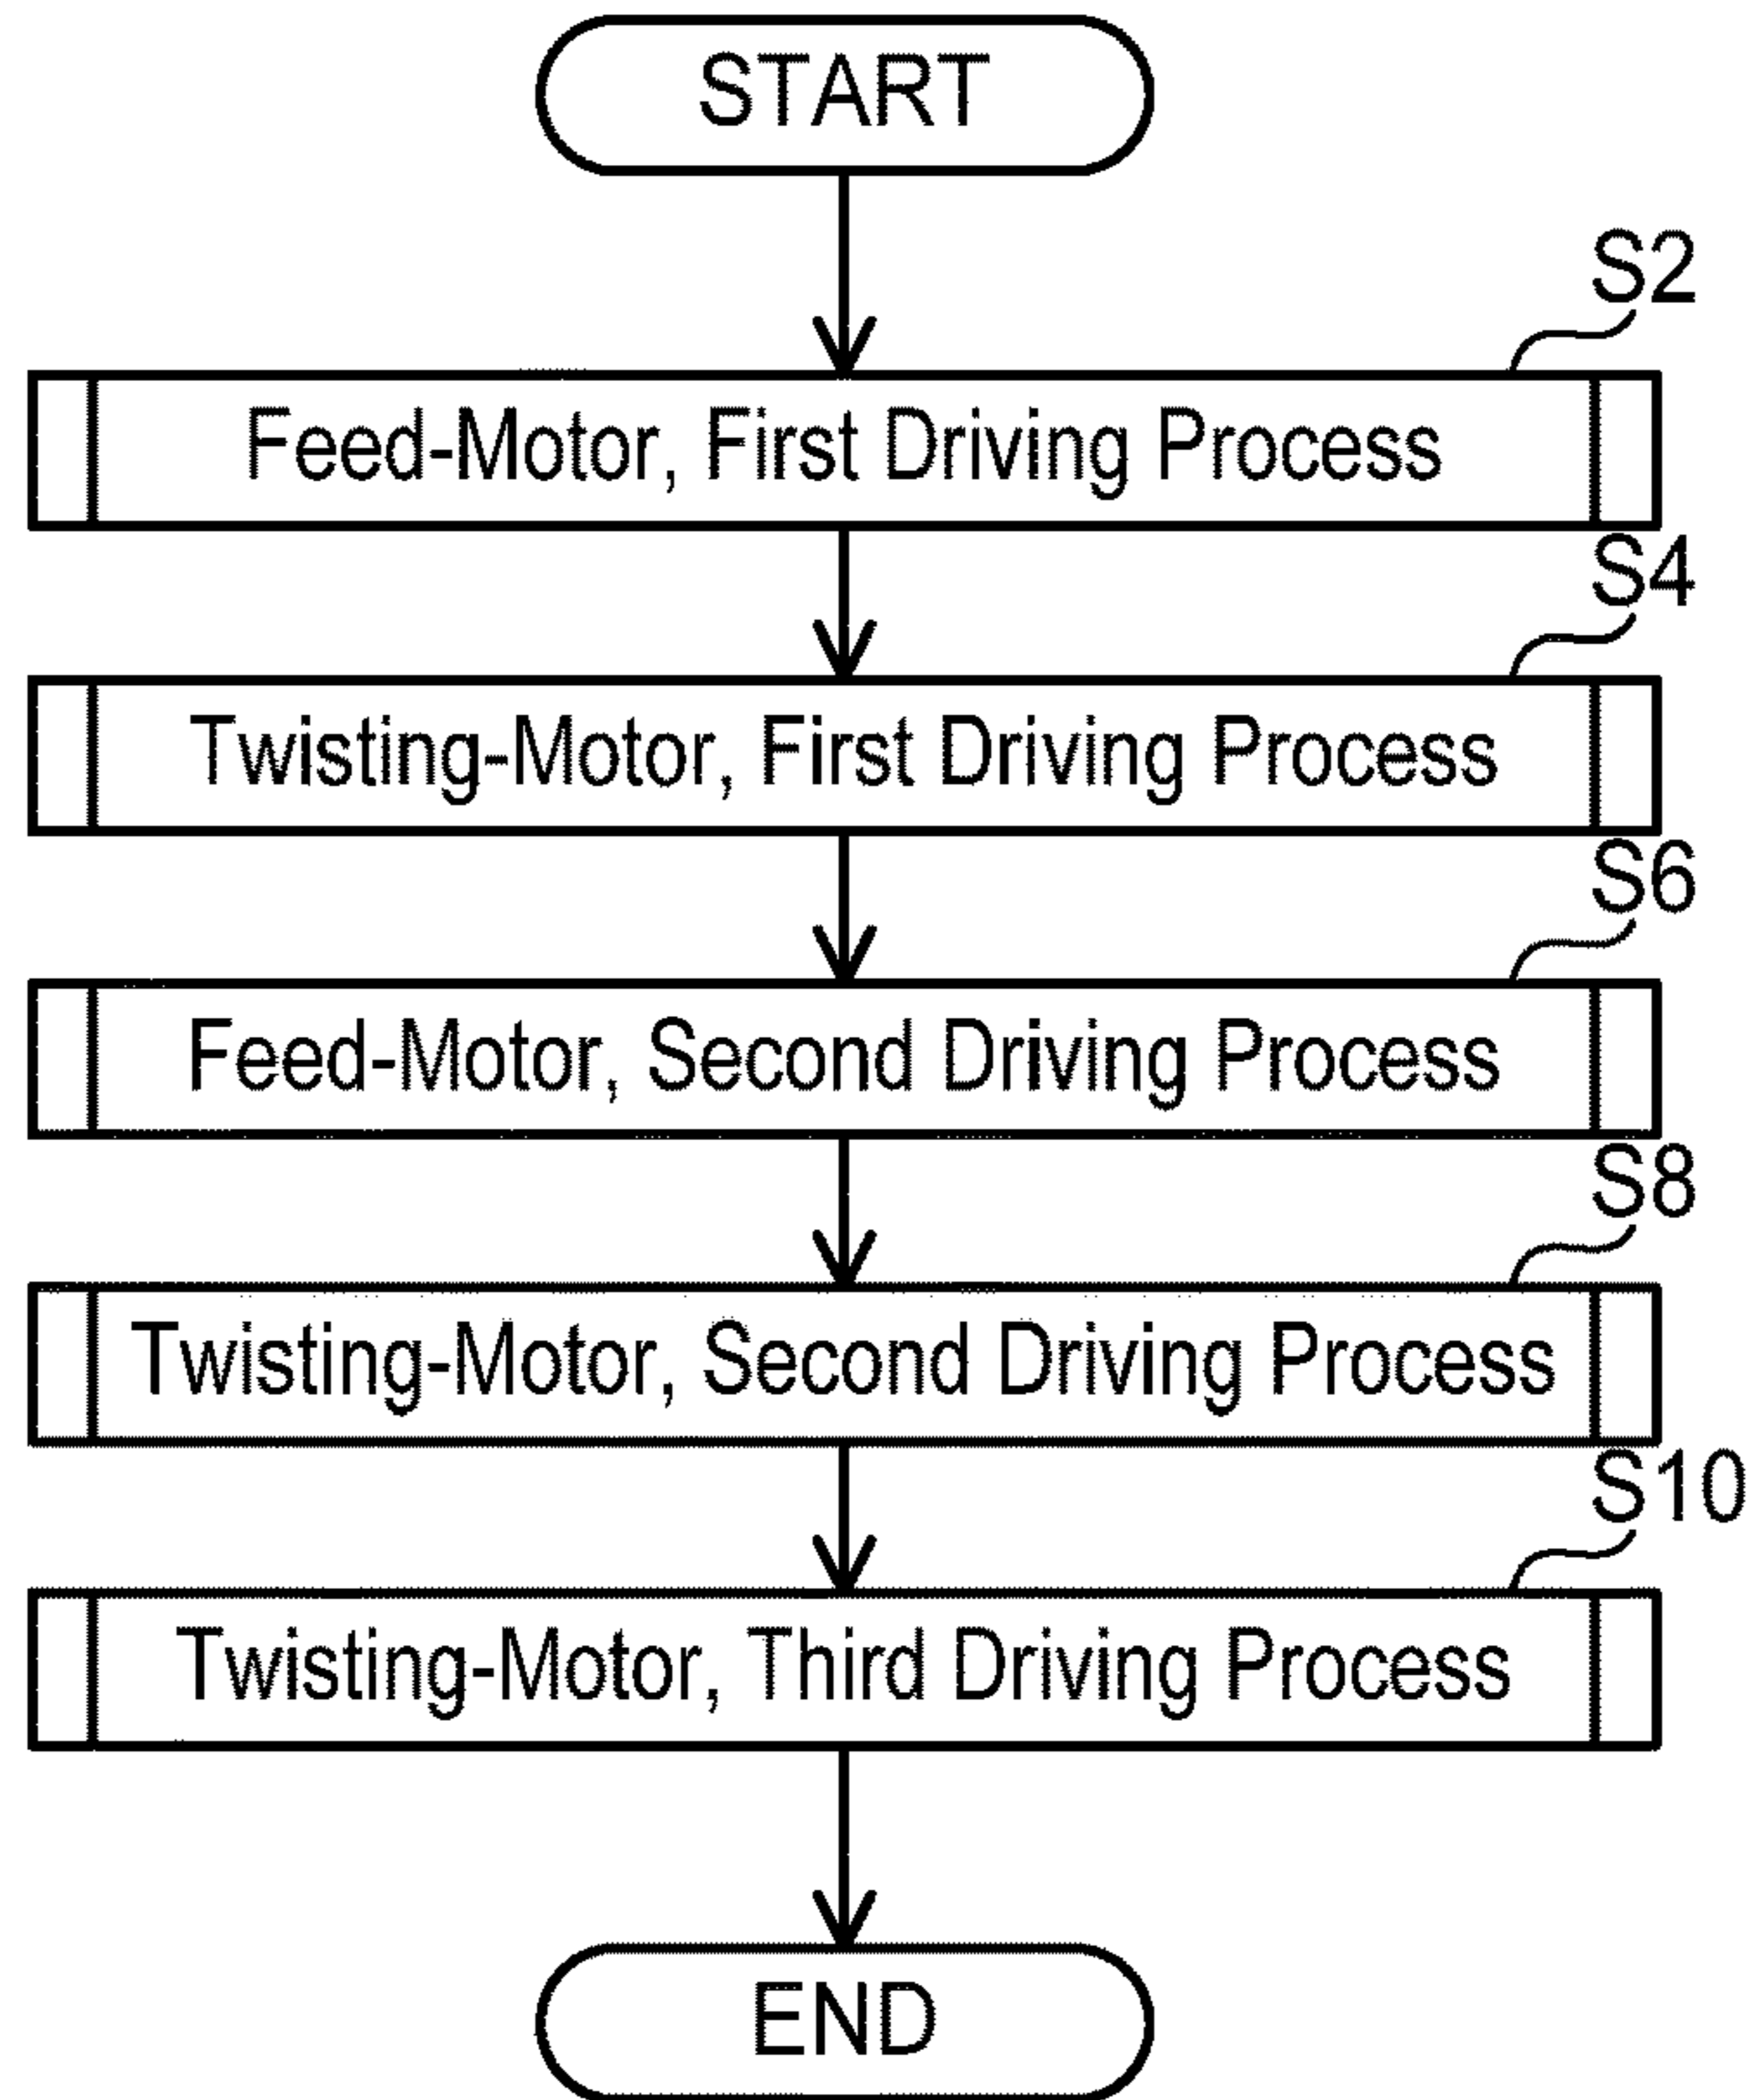 START
S2
Feed-Motor, First Driving Process
S4
Twisting-Motor, First Driving Process
S6
Feed-Motor, Second Driving Process
S8
Twisting-Motor, Second Driving Process
S10
Twisting-Motor, Third Driving Process
END